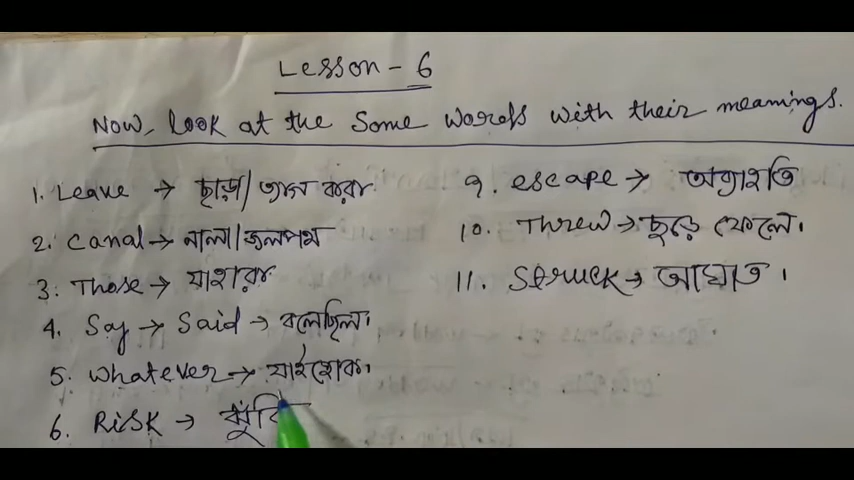 Lesson - 6
Now, look at the Some words with their meanings.
1. Leave → ছাড়া/ত্যাগ করা
2. Canal → নালা/জলপথ
3. Those → যাহারা
4. Say → Said → বলেছিল।
5. Whatever → যাইহোক।
6. Risk → ঝুঁকি
9. escape → অব্যাহতি
10. Threw → ছুড়ে ফেলে।
11. Struck → আঘাত।